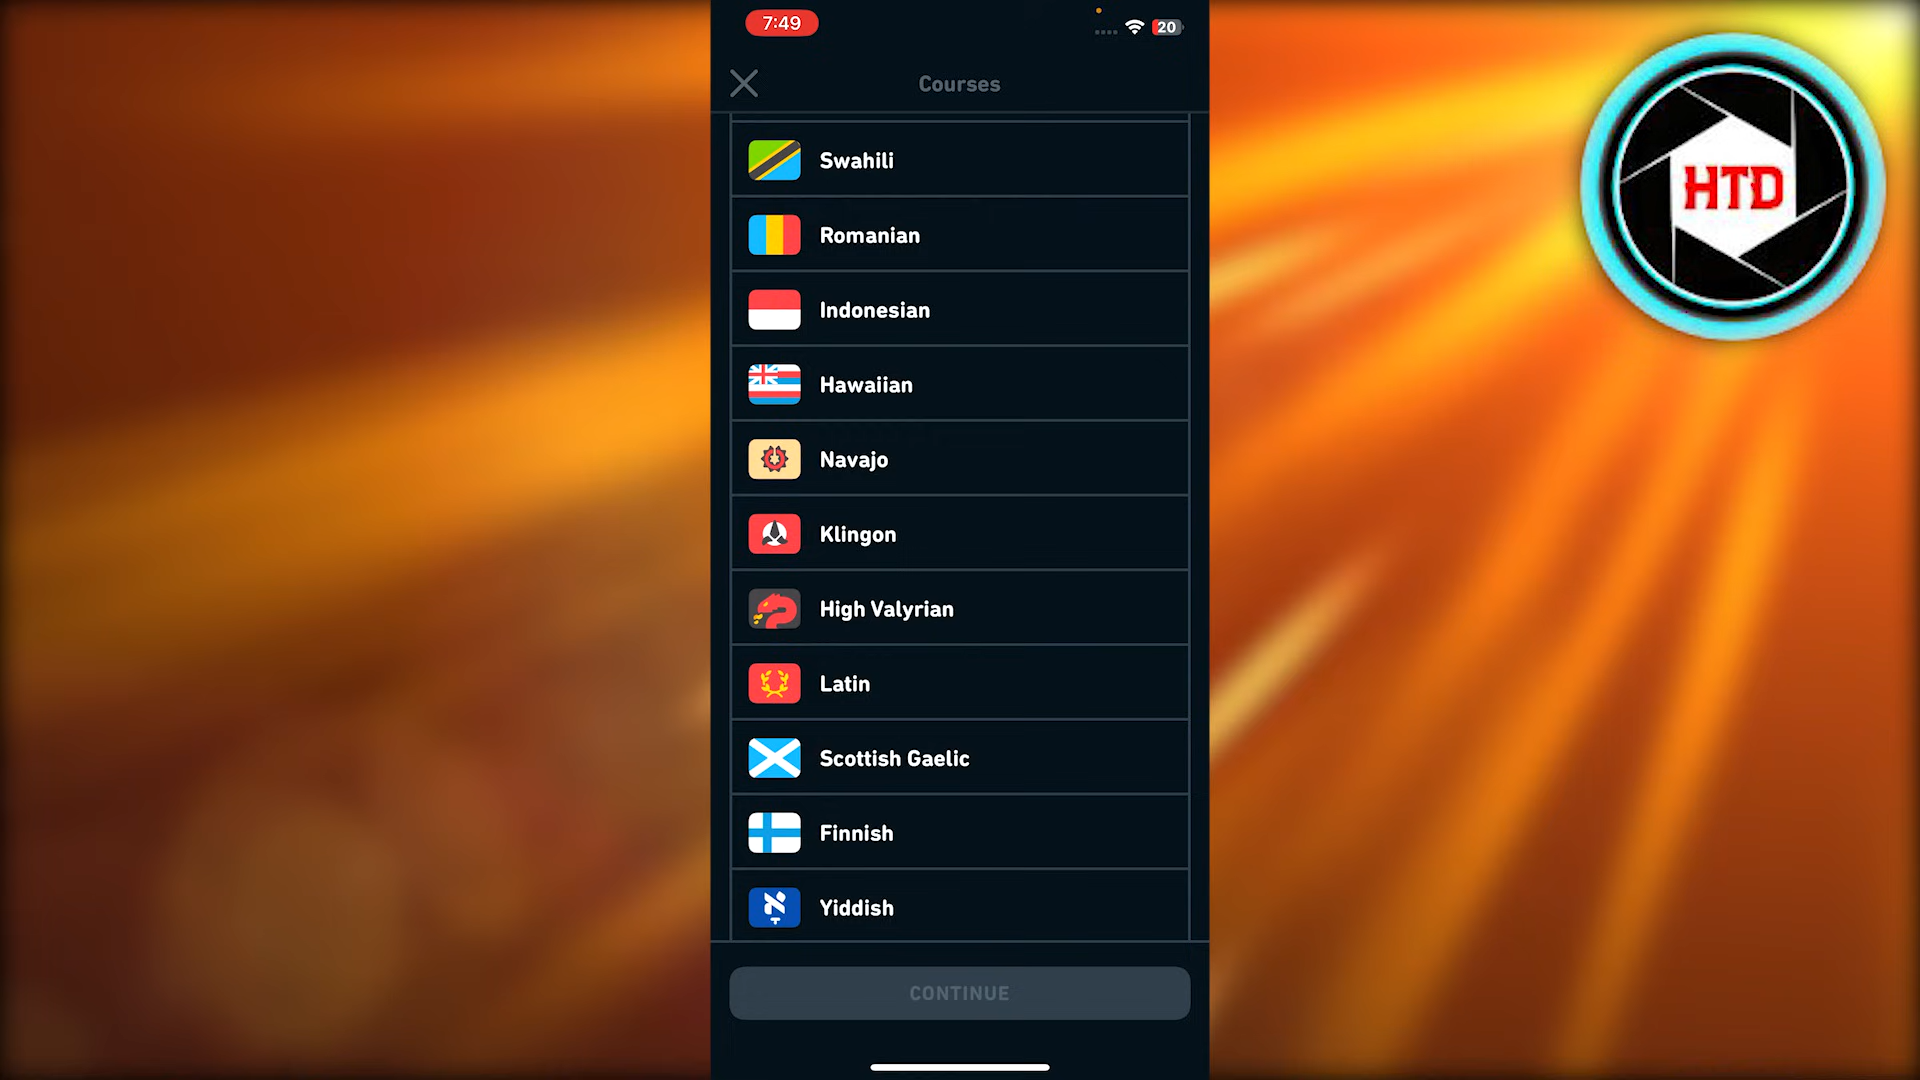 7:49
20
Courses
HTD
Swahili
Romanian
Indonesian
Hawaiian
Navajo
Klingon
High Valyrian
Latin
Scottish Gaelic
Finnish
Yiddish
CONTINUE